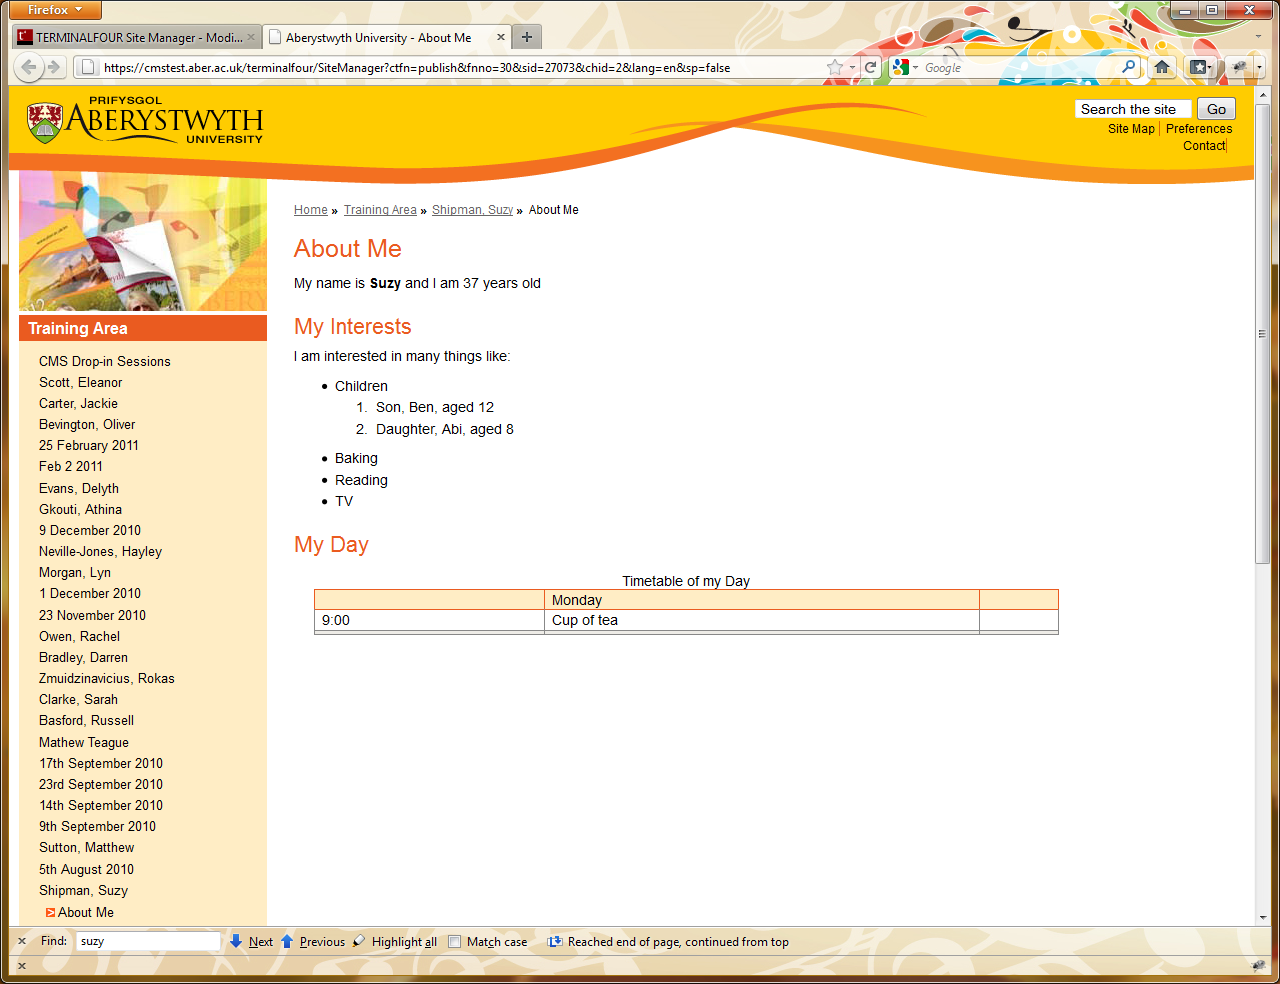 Firefox
TERMINALFOUR Site Manager - Modi...
Aberystwyth University - About Me
https://cmstest.aber.ac.uk/terminalfour/SiteManager?ctfn=publish&fnno=30&sid=27073&chid=2&lang=en&sp=false
Google
PRIFYSGOL
ABERYSTWYTH
UNIVERSITY
Search the site
Go
Site Map
Preferences
Contact
Home » Training Area » Shipman, Suzy » About Me
About Me
My name is Suzy and I am 37 years old
My Interests
I am interested in many things like:
• Children
1. Son, Ben, aged 12
2. Daughter, Abi, aged 8
• Baking
• Reading
• TV
My Day
Timetable of my Day
Monday
9:00 Cup of tea
Training Area
CMS Drop-in Sessions
Scott, Eleanor
Carter, Jackie
Bevington, Oliver
25 February 2011
Feb 2 2011
Evans, Delyth
Gkouti, Athina
9 December 2010
Neville-Jones, Hayley
Morgan, Lyn
1 December 2010
23 November 2010
Owen, Rachel
Bradley, Darren
Zmuidzinavicius, Rokas
Clarke, Sarah
Basford, Russell
Mathew Teague
17th September 2010
23rd September 2010
14th September 2010
9th September 2010
Sutton, Matthew
5th August 2010
Shipman, Suzy
About Me
Find: suzy Next Previous Highlight all Match case Reached end of page, continued from top